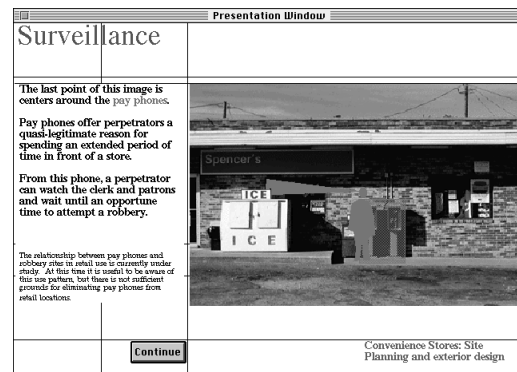 Presentation Window
Surveillance
The last point of this image is
centers around the pay phones.
Pay phones offer perpetrators a
quasi-legitimate reason for
spending an extended period of
time in front of a store.
From this phone, a perpetrator
can watch the clerk and patrons
and wait until an opportune
time to attempt a robbery.
Spencer's
ICE
ICE
The relationship between pay phones and
robbery sites in retail use is currently under
study. At this time it is useful to be aware of
this use pattern, but there is not sufficient
grounds for eliminating pay phones from
retail locations.
Continue
Convenience Stores: Site
Planning and exterior design